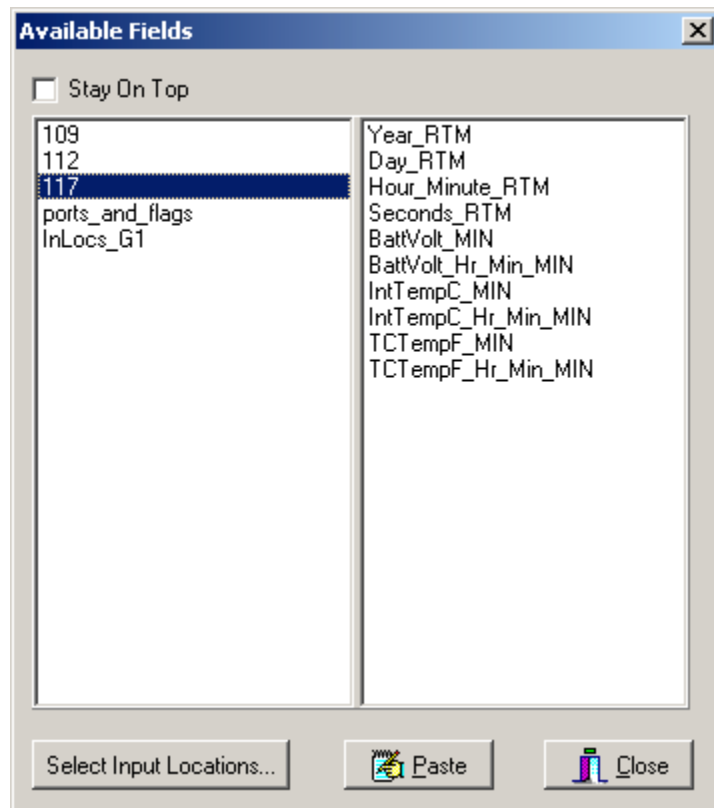 Available Fields
Stay On Top
109
112
117
ports_and_flags
InLocs_G1
Year_RTM
Day_RTM
Hour_Minute_RTM
Seconds_RTM
BattVolt_MIN
BattVolt_Hr_Min_MIN
IntTempC_MIN
IntTempC_Hr_Min_MIN
TCTempF_MIN
TCTempF_Hr_Min_MIN
Select Input Locations... Paste Close